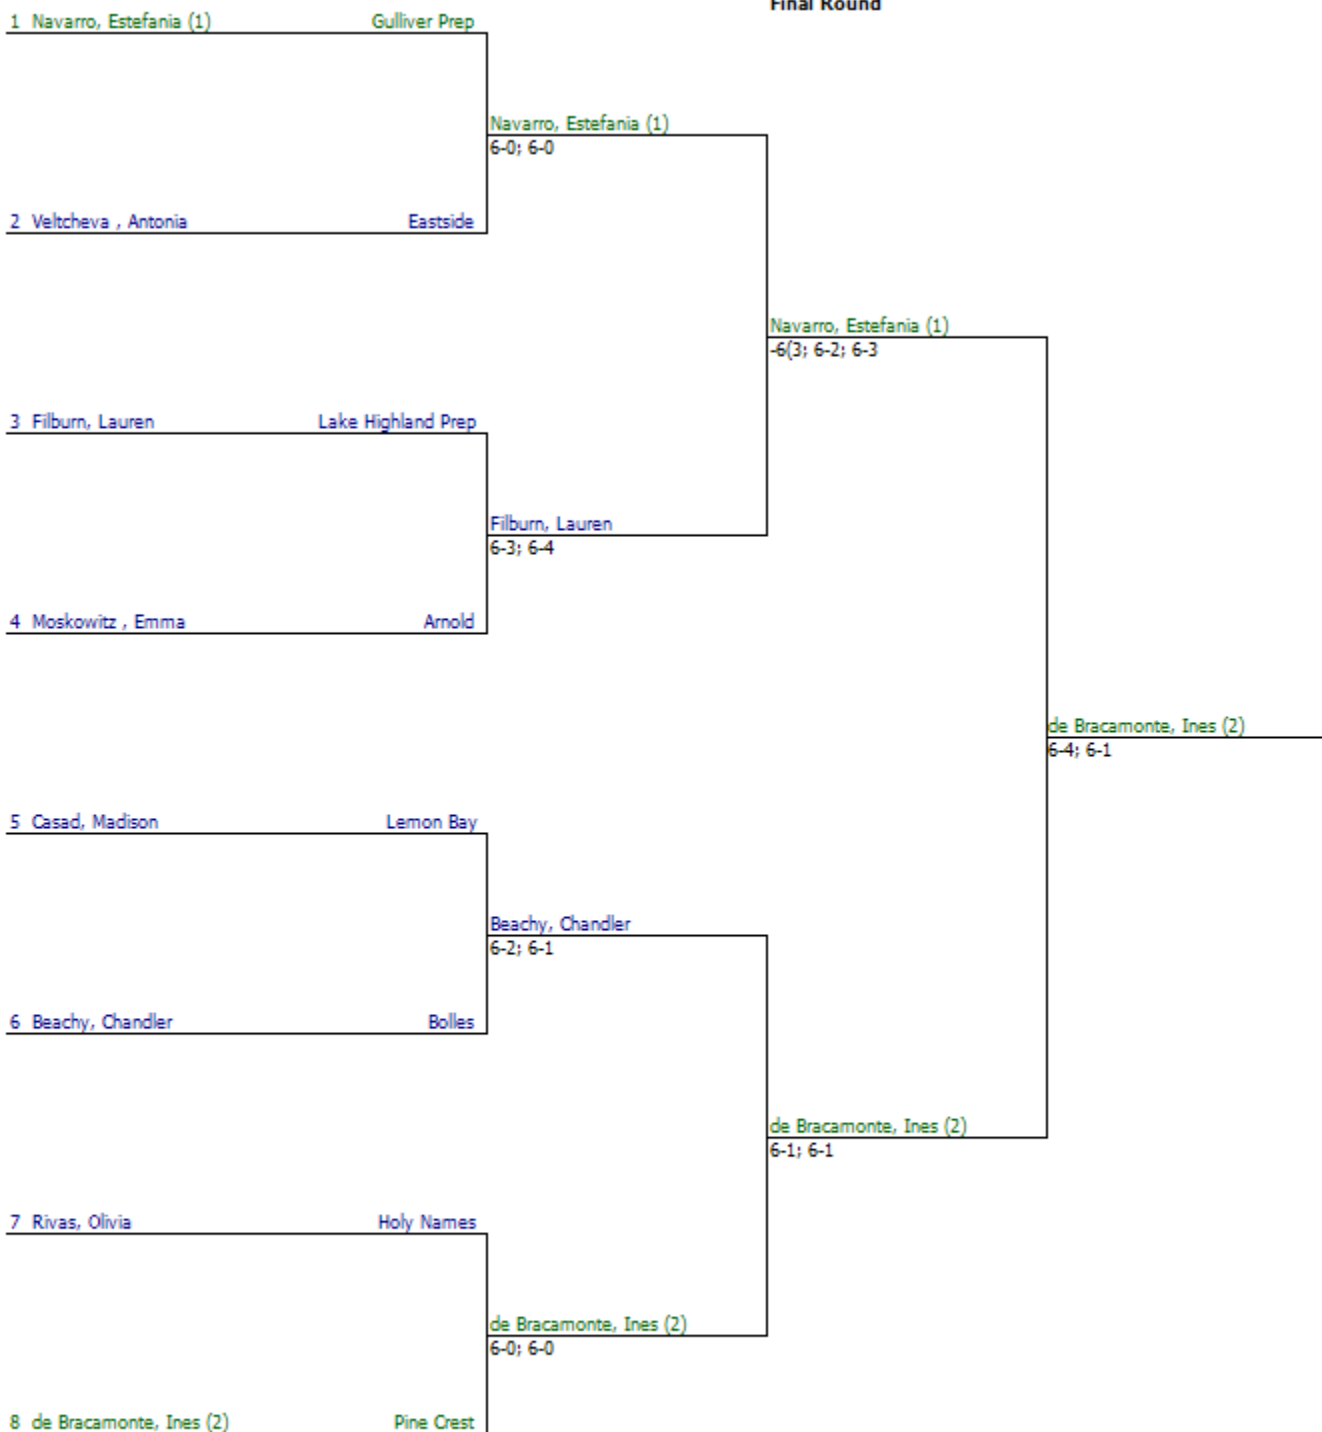 Final Round
1 Navarro, Estefania (1) Gulliver Prep
Navarro, Estefania (1)
6-0; 6-0
2 Veltcheva , Antonia Eastside
Navarro, Estefania (1)
-6(3; 6-2; 6-3
3 Filburn, Lauren Lake Highland Prep
Filburn, Lauren
6-3; 6-4
4 Moskowitz , Emma Arnold
de Bracamonte, Ines (2)
6-4; 6-1
5 Casad, Madison Lemon Bay
Beachy, Chandler
6-2; 6-1
6 Beachy, Chandler Bolles
de Bracamonte, Ines (2)
6-1; 6-1
7 Rivas, Olivia Holy Names
de Bracamonte, Ines (2)
6-0; 6-0
8 de Bracamonte, Ines (2) Pine Crest